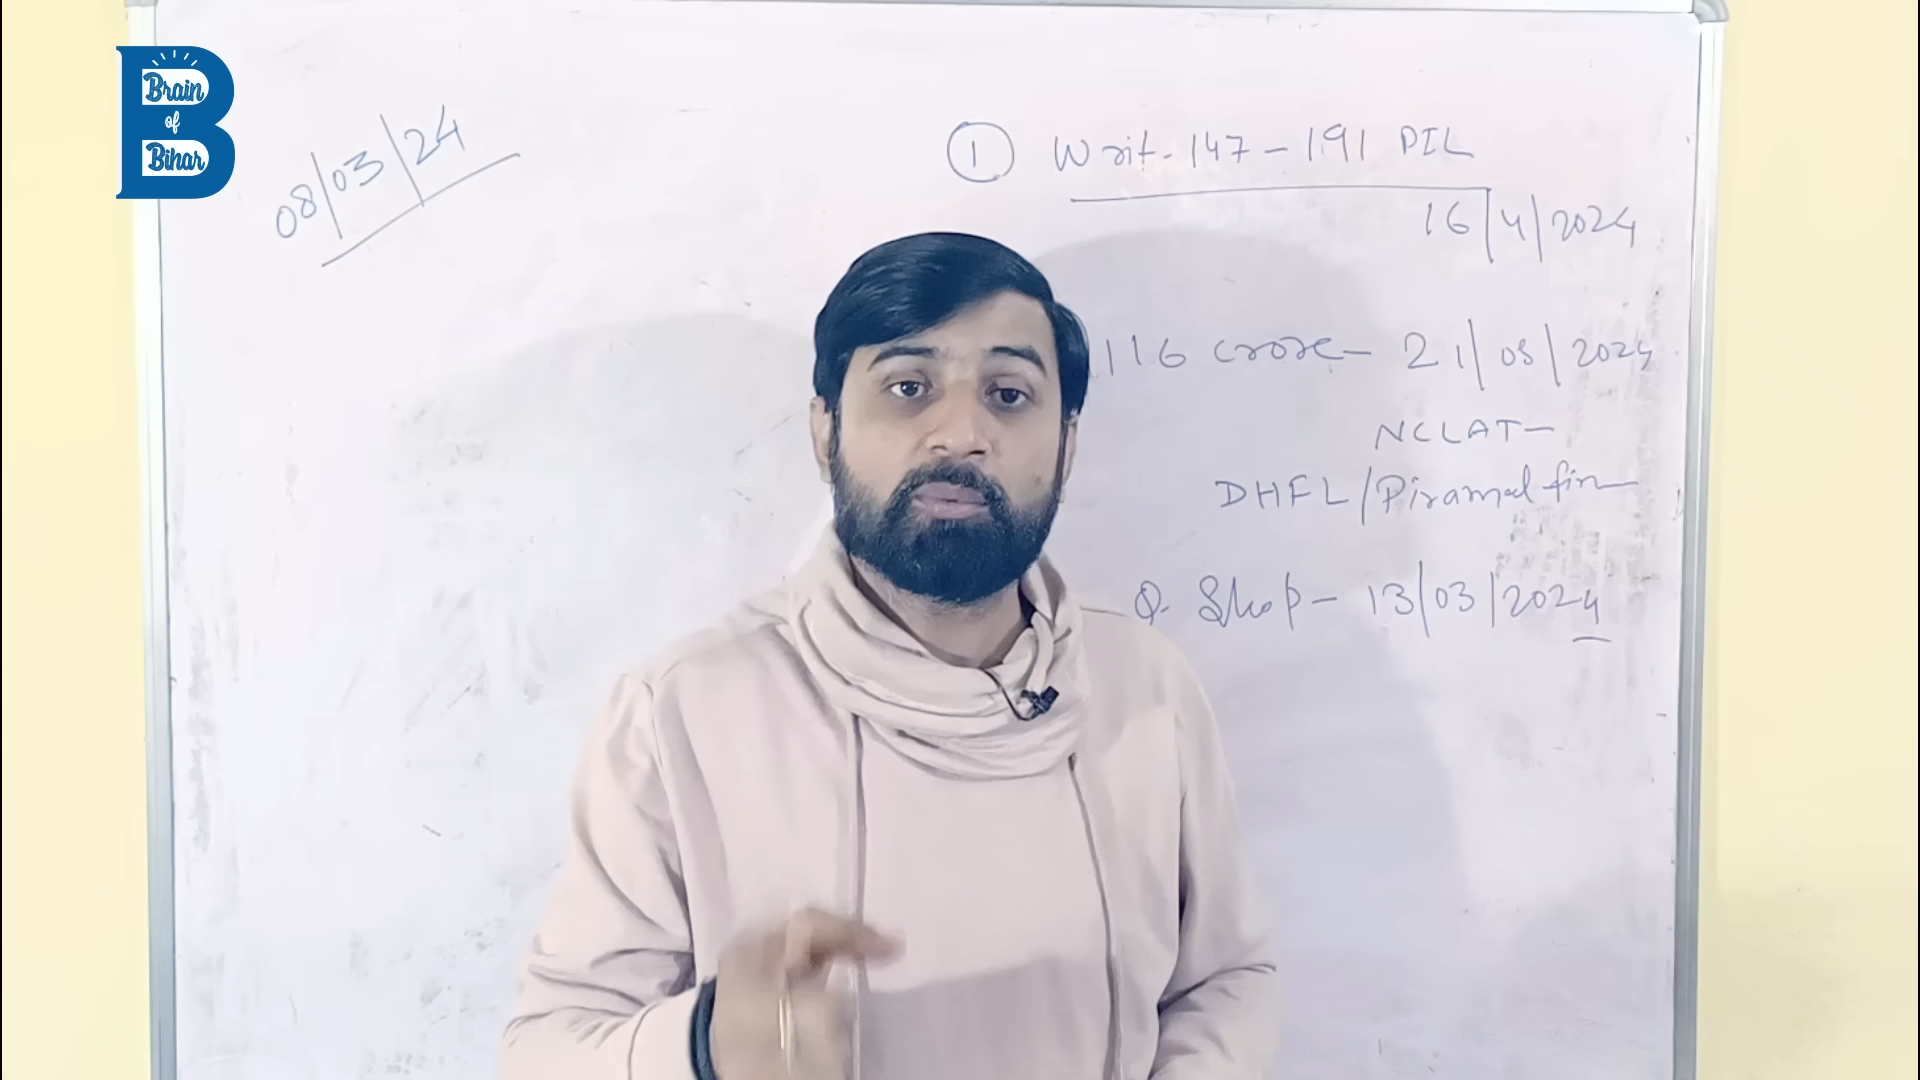 Brain
of
Bihar
08/03/24
1 Writ-147-191 PIL
16/4/2024
116 crore- 21/05/2024
NCLAT-
DHFL/Piramal fin
Q. Shop- 13/03/2024